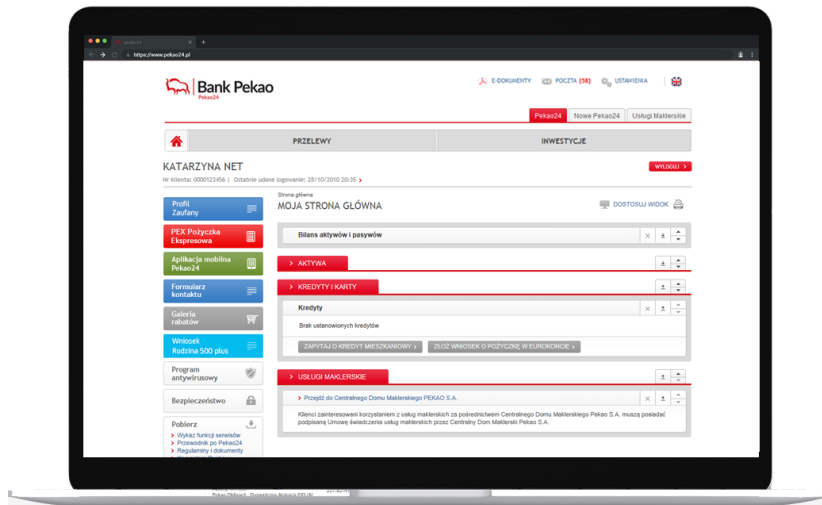 https://www.pekao24.pl
Bank Pekao
Pekao24
E-DOKUMENTY
POCZTA [58]
USTAWIENIA
Pekao24
Nowe Pekao24
Usługi Maklerskie
PRZELEWY
INWESTYCJE
KATARZYNA NET
WYLOGUJ >
Nr Klienta: 0000123456 | Ostatnie udane logowanie: 28/10/2010 20:35 >
Strona główna
MOJA STRONA GŁÓWNA
DOSTOSUJ WIDOK
Profil
Zaufany
PEX Pożyczka
Ekspresowa
Aplikacja mobilna
Pekao24
Formularz
kontaktu
Galeria
rabatów
Wniosek
Rodzina 500 plus
Program
antywirusowy
Bezpieczeństwo
Pobierz
> Wykaz funkcji serwisów
> Przewodnik po Pekao24
> Regulaminy i dokumenty
Bilans aktywów i pasywów
> AKTYWA
> KREDYTY I KARTY
Kredyty
Brak ustanowionych kredytów
ZAPYTAJ O KREDYT MIESZKANIOWY >
ZŁÓŻ WNIOSEK O POŻYCZKĘ W EUROKONCIE >
> USŁUGI MAKLERSKIE
> Przejdź do Centralnego Domu Maklerskiego PEKAO S.A.
Klienci zainteresowani korzystaniem z usług maklerskich za pośrednictwem Centralnego Domu Maklerskiego Pekao S.A. muszą posiadać
podpisaną Umowę świadczenia usług maklerskich przez Centralny Dom Maklerski Pekao S.A.